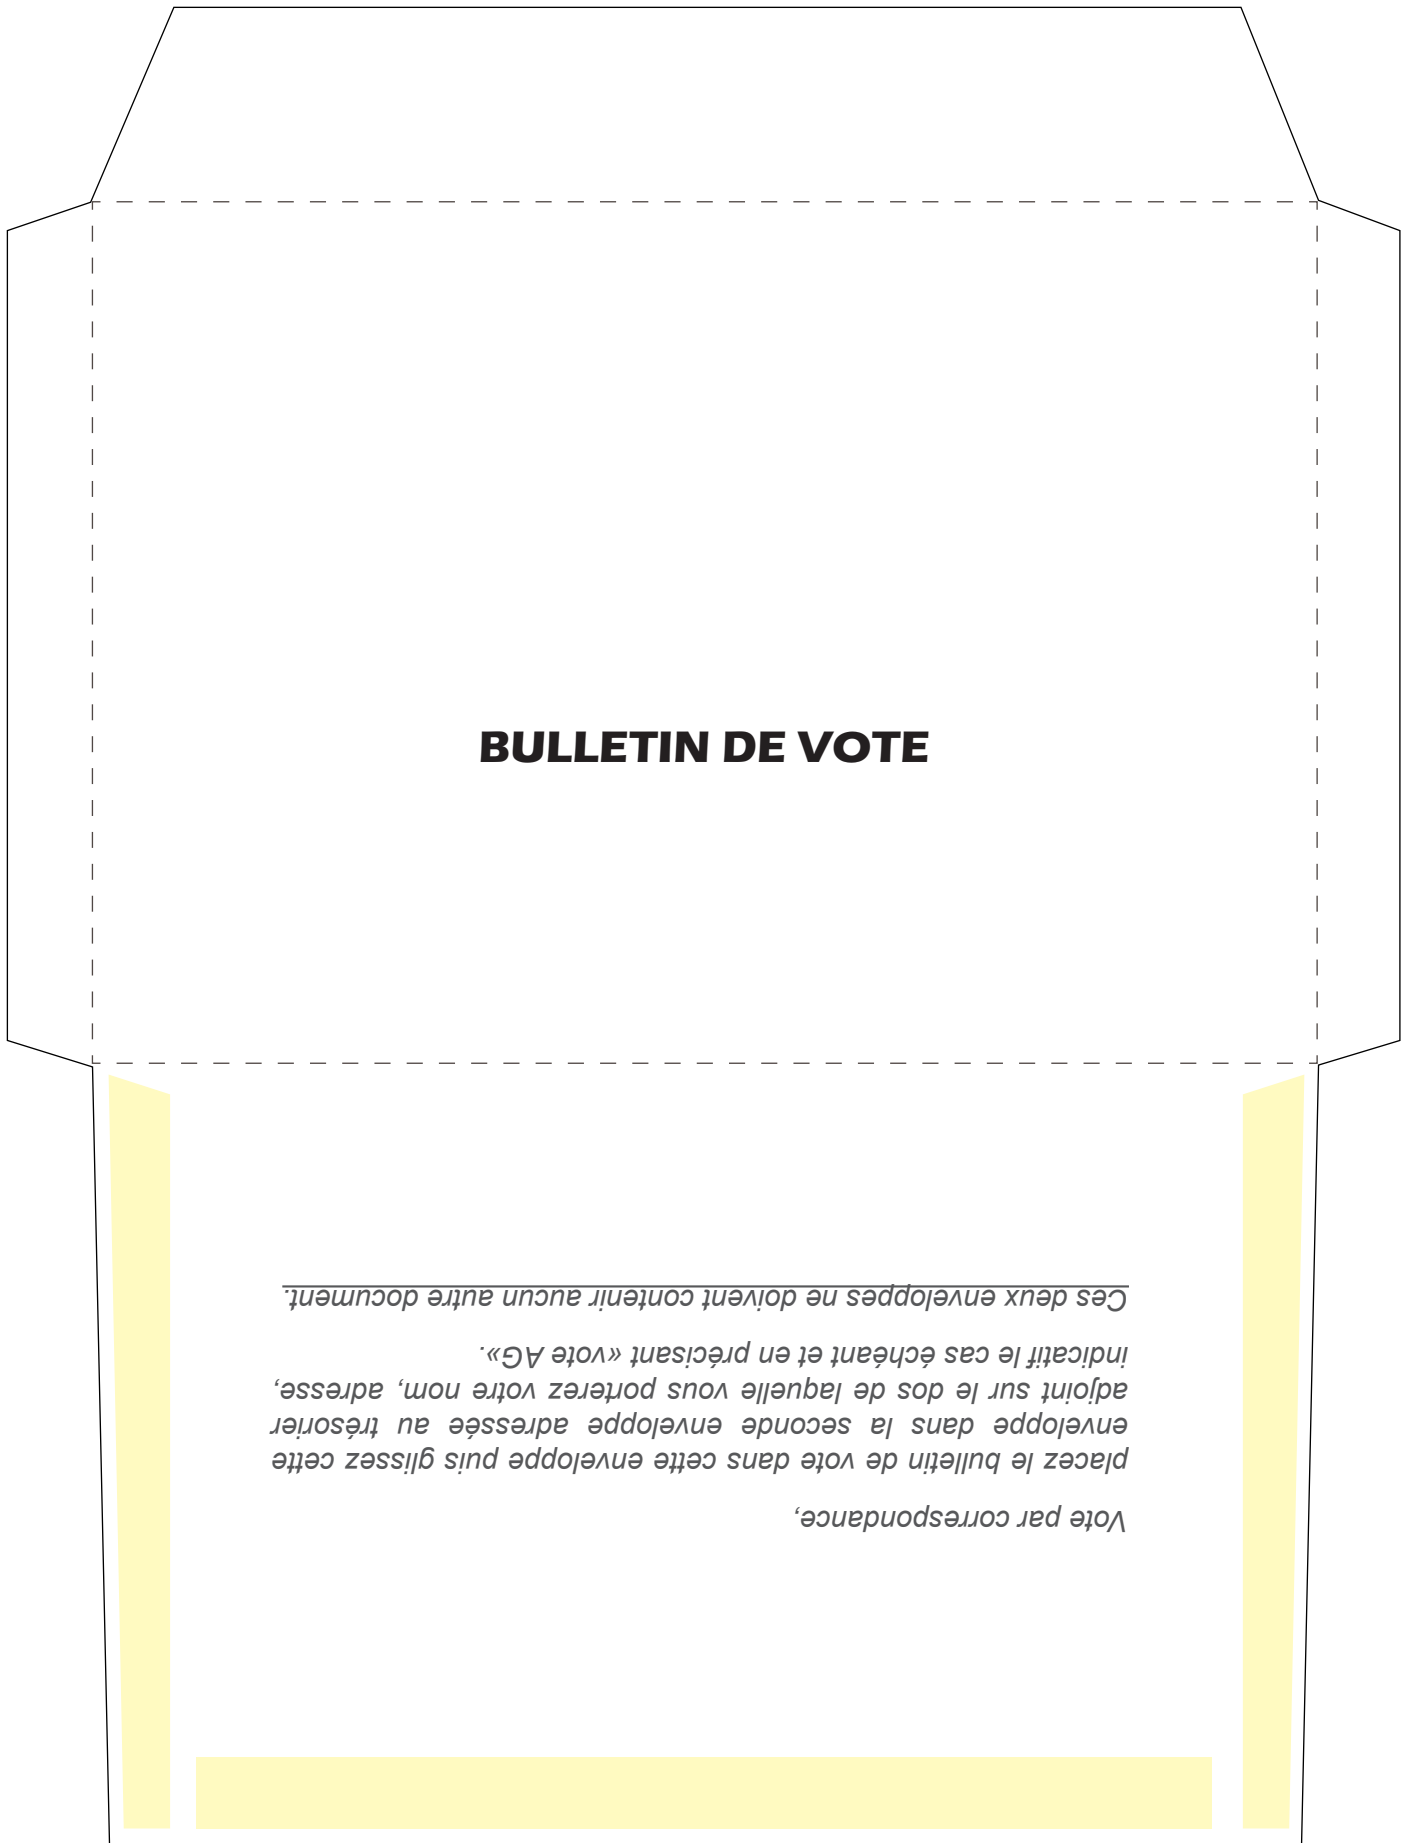 BULLETIN DE VOTE
Vote par correspondance,
placez le bulletin de vote dans cette enveloppe puis glissez cette
enveloppe dans la seconde enveloppe adressée au trésorier
adjoint sur le dos de laquelle vous porterez votre nom, adresse,
indicatif le cas échéant et en précisant «vote AG».
Ces deux enveloppes ne doivent contenir aucun autre document.